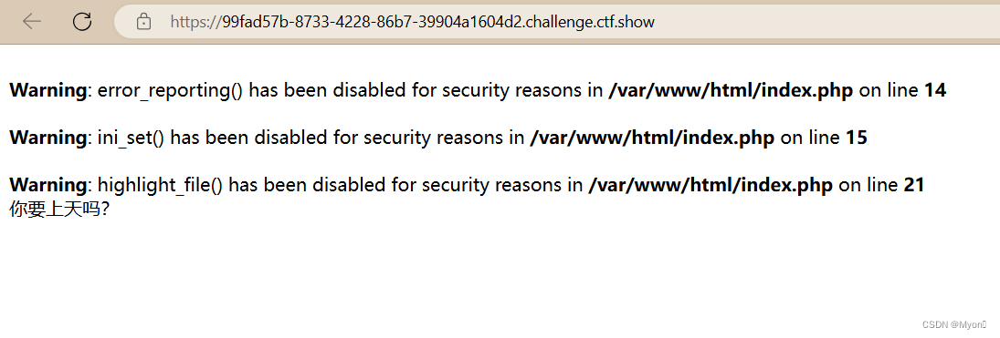 https://99fad57b-8733-4228-86b7-39904a1604d2.challenge.ctf.show
Warning: error_reporting() has been disabled for security reasons in /var/www/html/index.php on line 14
Warning: ini_set() has been disabled for security reasons in /var/www/html/index.php on line 15
Warning: highlight_file() has been disabled for security reasons in /var/www/html/index.php on line 21
你要上天吗？
CSDN @Myon